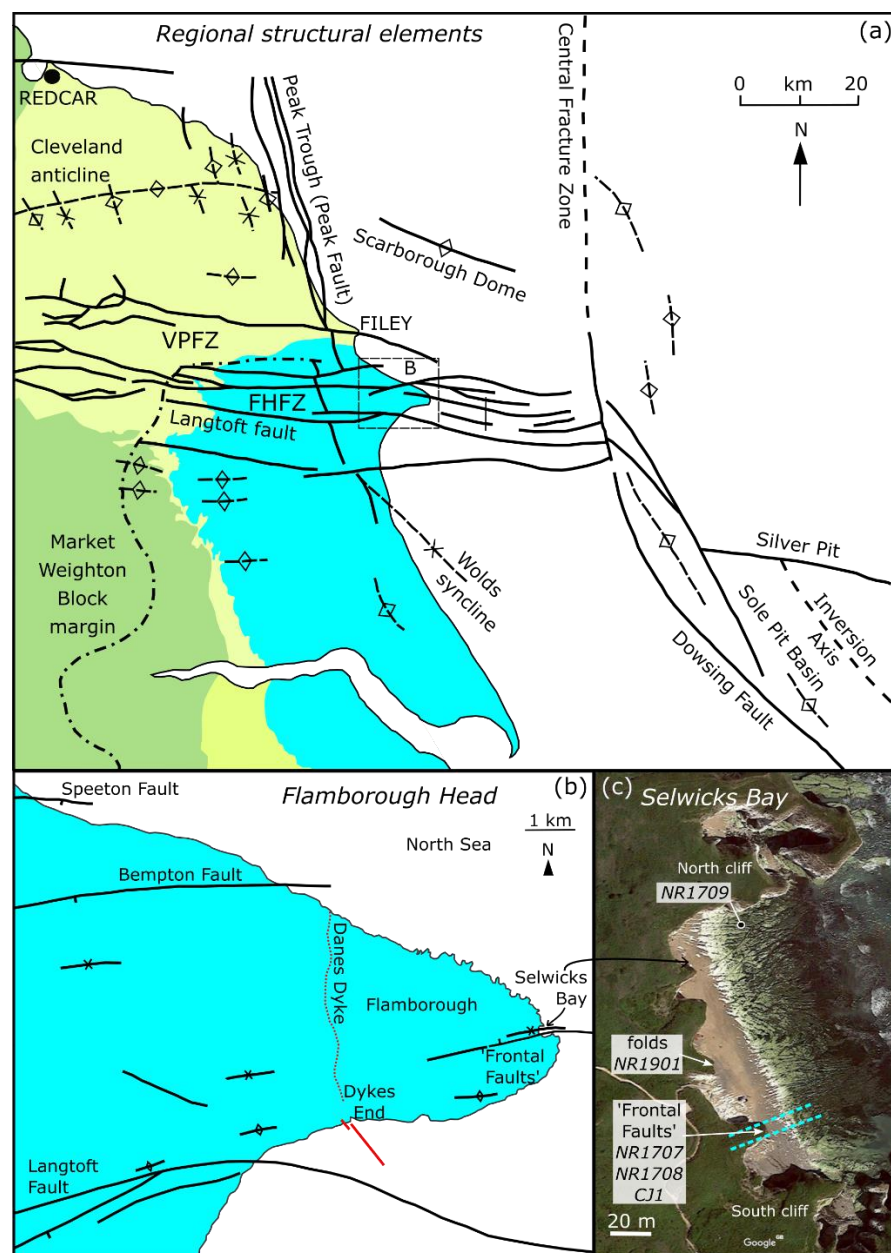 Regional structural elements
(a)
REDCAR
Cleveland
anticline
Peak Trough (Peak Fault)
Central Fracture Zone
0 km 20
N
Scarborough Dome
FILEY
VPFZ
B
FHFZ
Langtoft fault
Market
Weighton
Block
margin
Wolds
syncline
Silver Pit
Inversion
Axis
Sole Pit Basin
Dowsing Fault
Speeton Fault
Flamborough Head
(b)
1 km
N
North Sea
Bempton Fault
Danes Dyke
Flamborough
Selwicks
Bay
'Frontal
Faults'
Dykes
End
Langtoft
Fault
(c)
Selwicks Bay
North cliff
NR1709
folds
NR1901
'Frontal
Faults'
NR1707
NR1708
CJ1
20 m
South cliff
Google